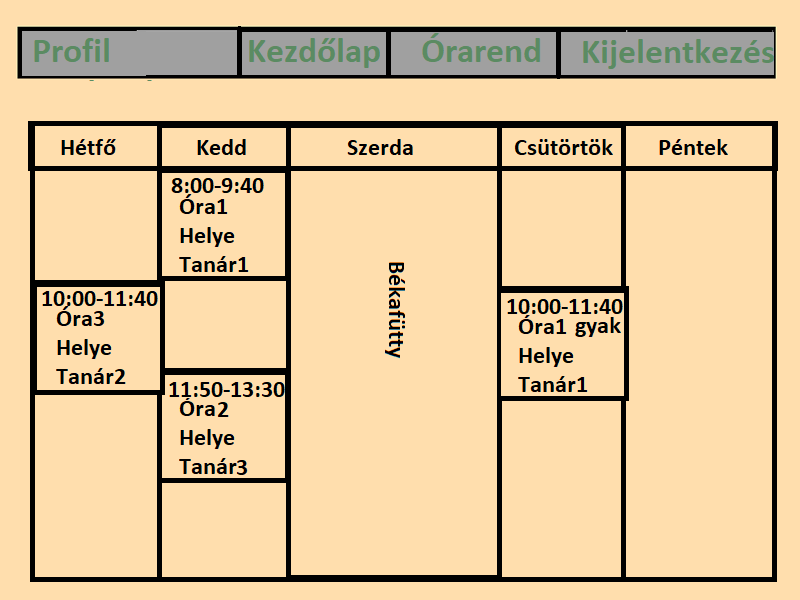 Profil Kezdőlap Órarend Kijelentkezés
Hétfő Kedd Szerda Csütörtök Péntek
10:00-11:40
Óra3
Helye
Tanár2
8:00-9:40
Óra1
Helye
Tanár1
11:50-13:30
Óra2
Helye
Tanár3
Békafütty
10:00-11:40
Óra1 gyak
Helye
Tanár1